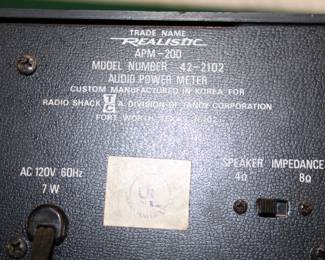 TRADE NAME
REALISTIC
APM-200
MODEL NUMBER 42-2102
AUDIO POWER METER
CUSTOM MANUFACTURED IN KOREA FOR
RADIO SHACK A DIVISION OF TANDY CORPORATION
FORT WORTH, TEXAS 76102
AC 120V 60Hz
7 W
SPEAKER IMPEDANCE
4Ω 8Ω